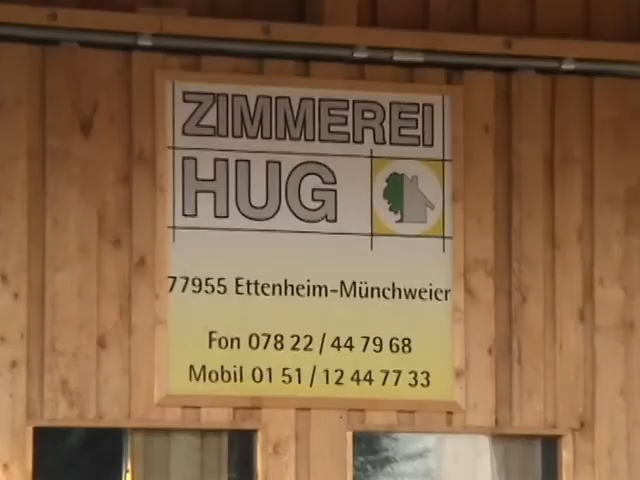 ZIMMEREI
HUG
77955 Ettenheim-Münchweier
Fon 078 22 / 44 79 68
Mobil 01 51 / 12 44 77 33